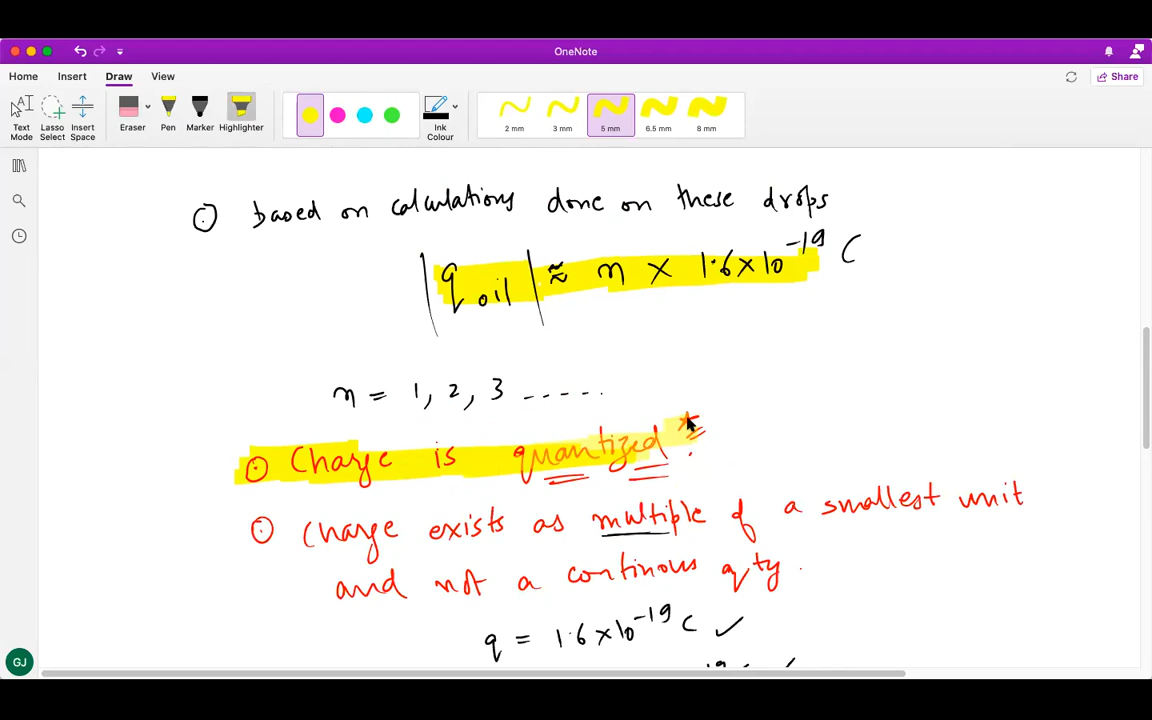 OneNote
Home Insert Draw View
Share
Text Mode
Lasso Select
Insert Space
Eraser
Pen
Marker
Highlighter
Ink Colour
2 mm
3 mm
5 mm
6.5 mm
8 mm
⊙ based on calculations done on these drops
|q oil| ≈ n × 1.6×10⁻¹⁹ C
n = 1, 2, 3 ......
⊙ Charge is quantized*.
⊙ Charge exists as multiple of a smallest unit
and not a continous qty.
q = 1.6×10⁻¹⁹ C ✓
GJ